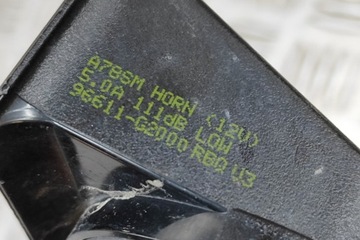 A78SM HORN (12V)
5.0A 111dB LOW
96611-G2000 RBQ V3